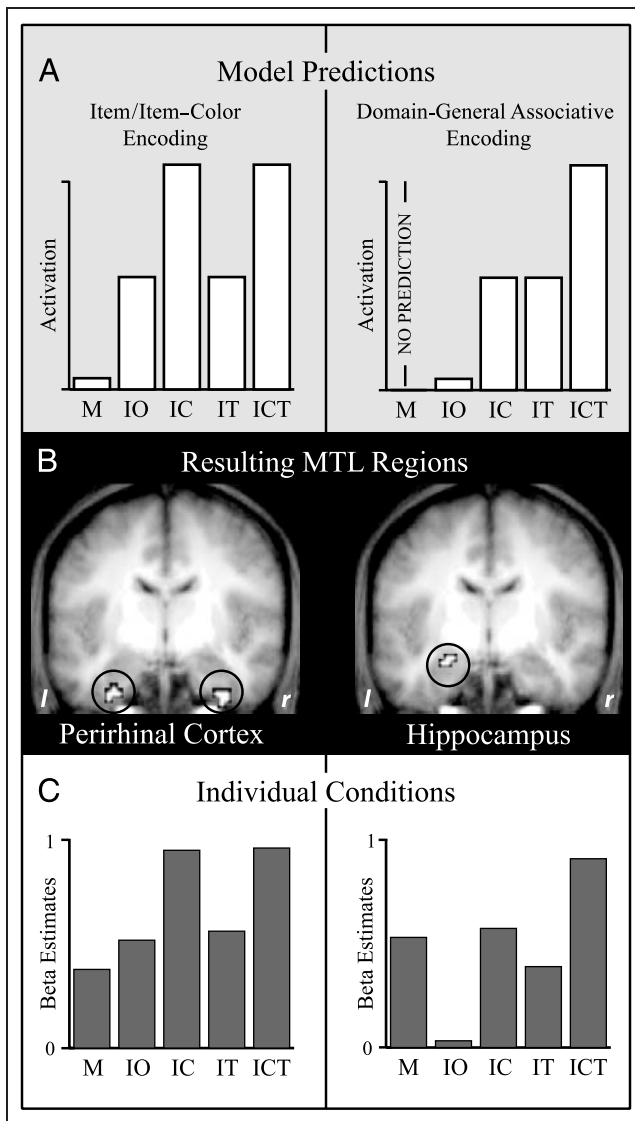 A
Model Predictions
Item/Item–Color
Encoding
Activation
M IO IC IT ICT
Domain-General Associative
Encoding
Activation
NO PREDICTION
M IO IC IT ICT
B
Resulting MTL Regions
l
r
Perirhinal Cortex
l
r
Hippocampus
C
Individual Conditions
1
Beta Estimates
0
M IO IC IT ICT
1
Beta Estimates
0
M IO IC IT ICT